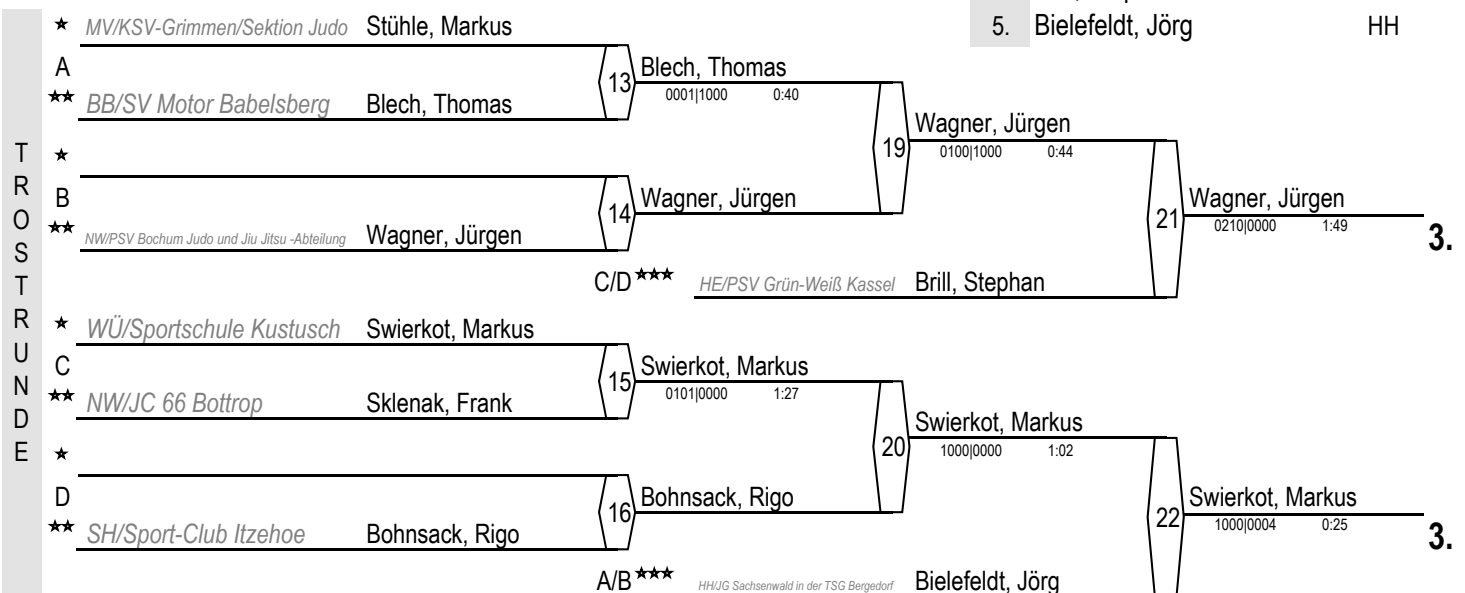 5. Bielefeldt, Jörg HH
TROSTRUNDE
MV/KSV-Grimmen/Sektion Judo Stühle, Markus
A
13 Blech, Thomas
0001|1000 0:40
BB/SV Motor Babelsberg Blech, Thomas
Wagner, Jürgen
19
0100|1000 0:44
B
14 Wagner, Jürgen
NW/PSV Bochum Judo und Jiu Jitsu -Abteilung Wagner, Jürgen
21 Wagner, Jürgen
0210|0000 1:49
3.
C/D HE/PSV Grün-Weiß Kassel Brill, Stephan
WÜ/Sportschule Kustusch Swierkot, Markus
C
15 Swierkot, Markus
0101|0000 1:27
NW/JC 66 Bottrop Sklenak, Frank
Swierkot, Markus
20
1000|0000 1:02
D
16 Bohnsack, Rigo
SH/Sport-Club Itzehoe Bohnsack, Rigo
22 Swierkot, Markus
1000|0004 0:25
3.
A/B HH/JG Sachsenwald in der TSG Bergedorf Bielefeldt, Jörg